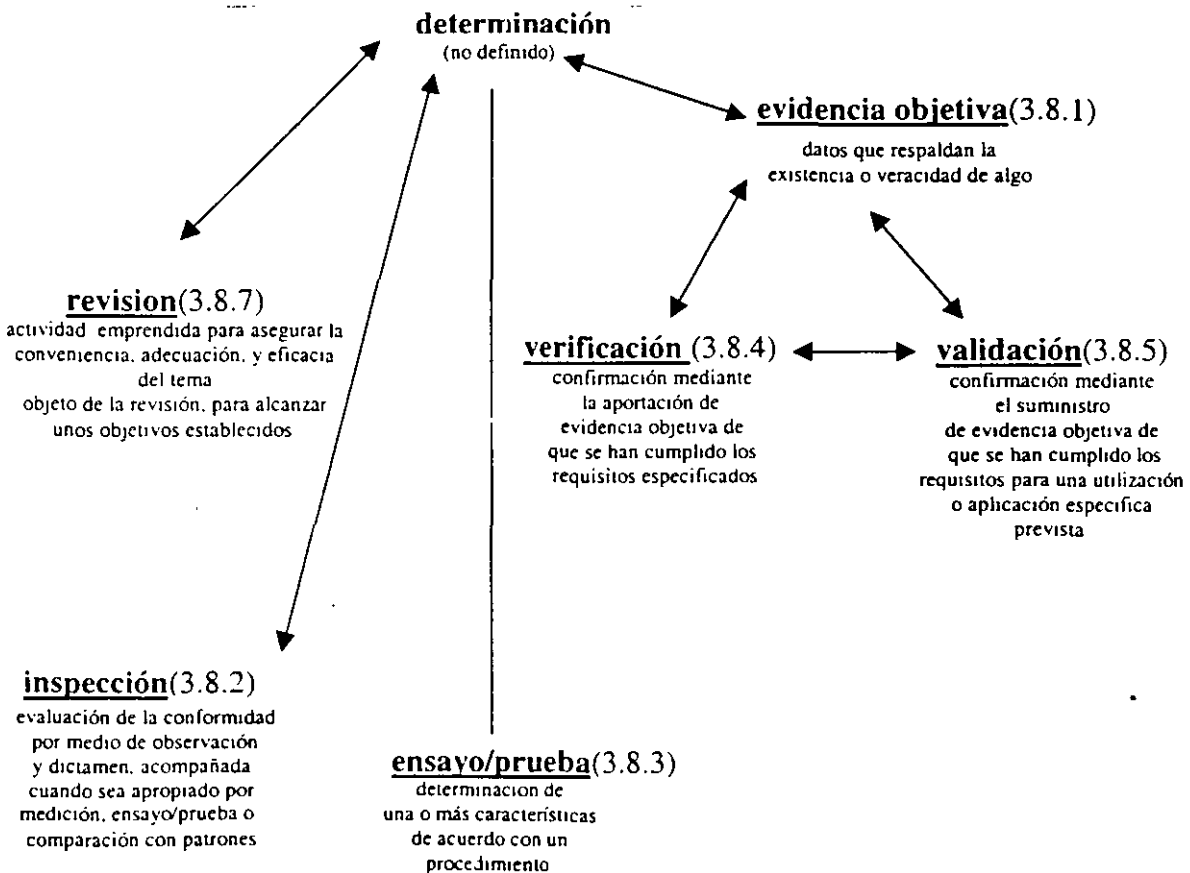 determinación
(no definido)
evidencia objetiva(3.8.1)
datos que respaldan la
existencia o veracidad de algo
revision(3.8.7)
actividad emprendida para asegurar la
conveniencia, adecuación, y eficacia
del tema
objeto de la revisión, para alcanzar
unos objetivos establecidos
verificación (3.8.4)
confirmación mediante
la aportación de
evidencia objetiva de
que se han cumplido los
requisitos especificados
validación(3.8.5)
confirmación mediante
el suministro
de evidencia objetiva de
que se han cumplido los
requisitos para una utilización
o aplicación especifica
prevista
inspección(3.8.2)
evaluación de la conformidad
por medio de observación
y dictamen, acompañada
cuando sea apropiado por
medición, ensayo/prueba o
comparación con patrones
ensayo/prueba(3.8.3)
determinacion de
una o más características
de acuerdo con un
procedimiento